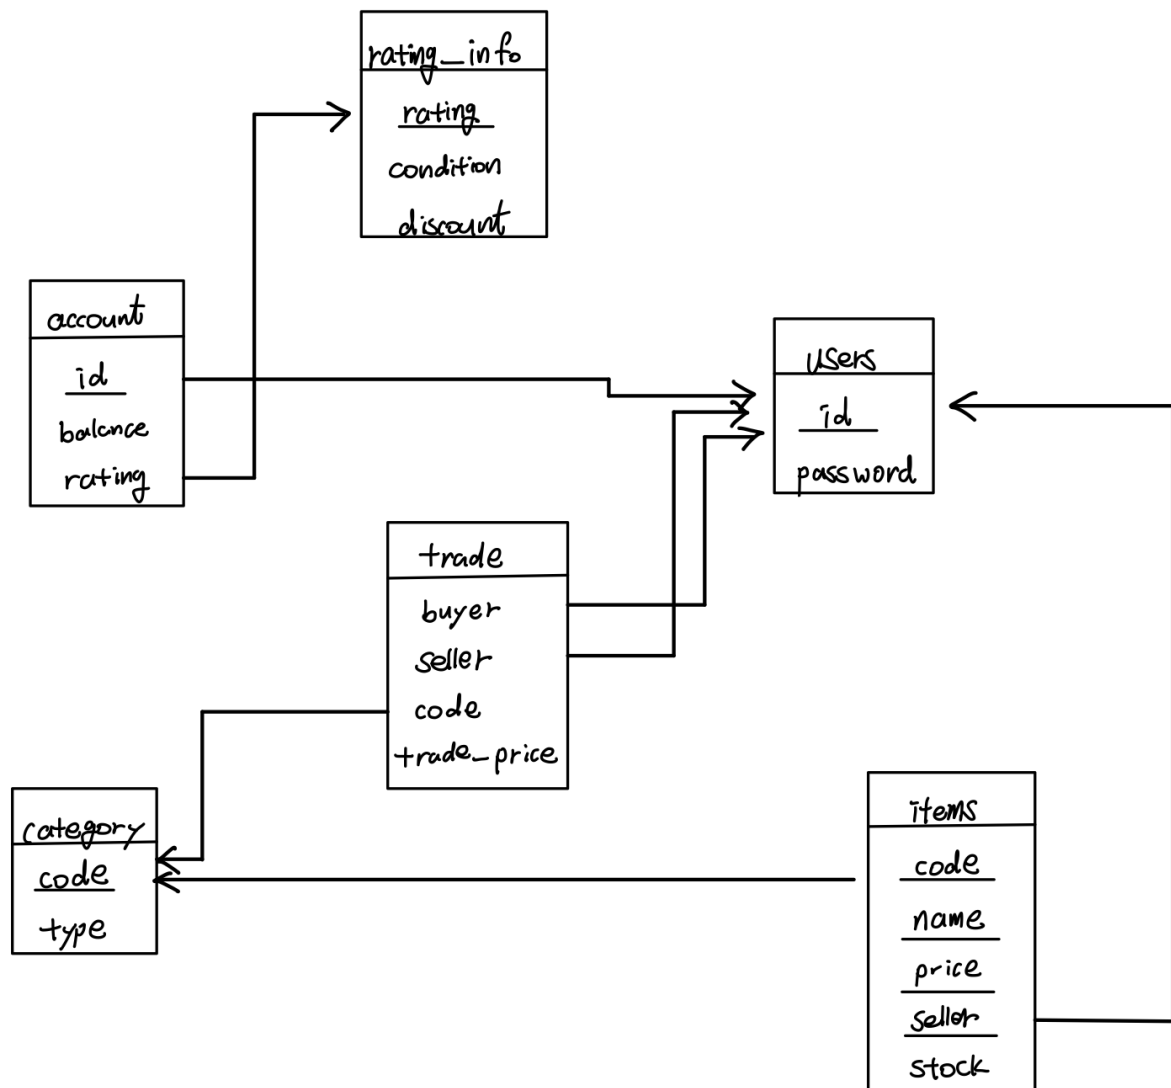 rating_info
rating
condition
discount
account
id
balance
rating
users
id
password
trade
buyer
seller
code
trade_price
category
code
type
items
code
name
price
seller
stock